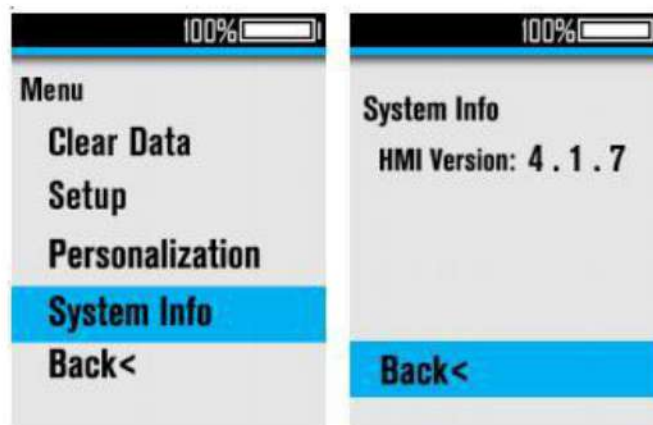 100%
Menu
Clear Data
Setup
Personalization
System Info
Back<
100%
System Info
HMI Version: 4 . 1 . 7
Back<